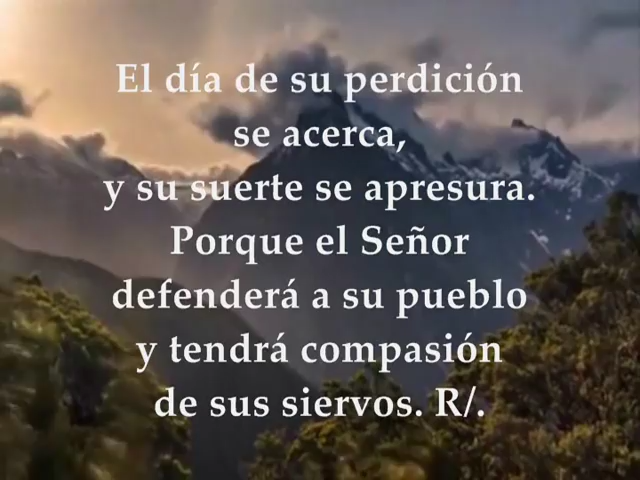 El día de su perdición
se acerca,
y su suerte se apresura.
Porque el Señor
defenderá a su pueblo
y tendrá compasión
de sus siervos. R/.